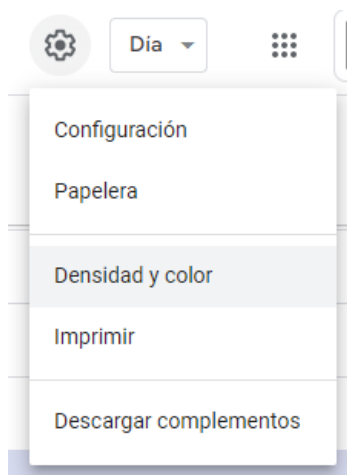 Día
Configuración
Papelera
Densidad y color
Imprimir
Descargar complementos